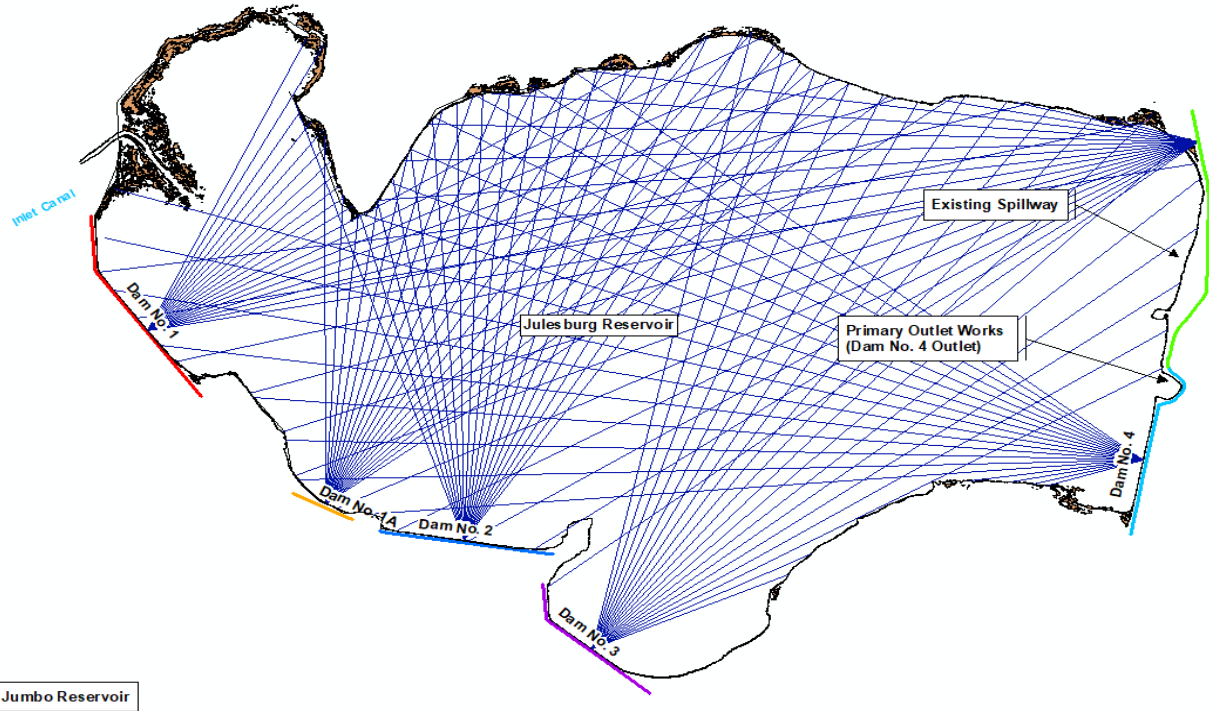 Inlet Canal
Existing Spillway
Dam No. 1
Julesburg Reservoir
Primary Outlet Works
(Dam No. 4 Outlet)
Dam No. 4
Dam No. 1A
Dam No. 2
Dam No. 3
Jumbo Reservoir